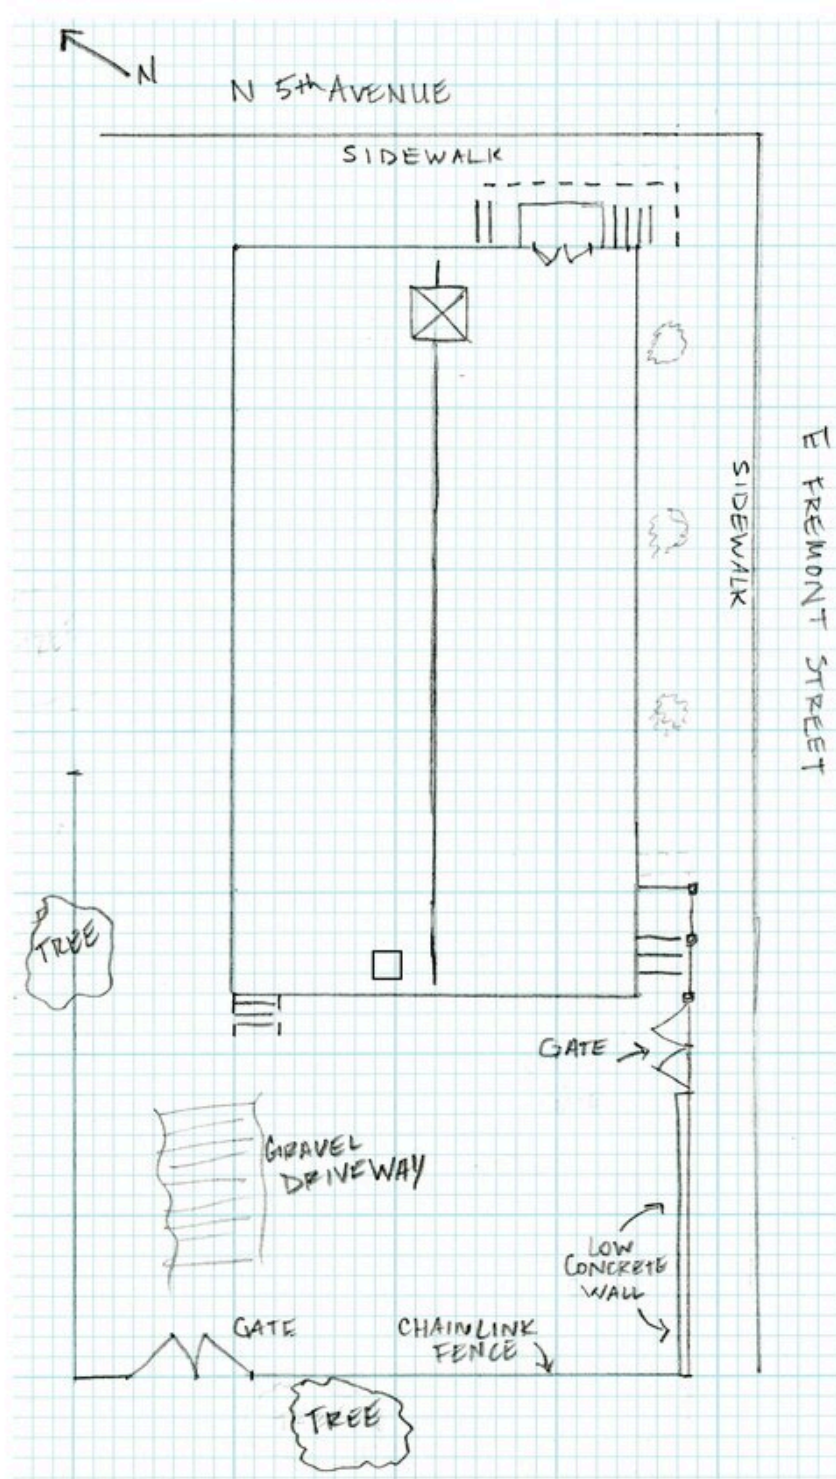 N
N 5th AVENUE
SIDEWALK
E FREMONT STREET
SIDEWALK
TREE
GATE
GRAVEL
DRIVEWAY
LOW
CONCRETE
WALL
GATE
CHAINLINK
FENCE
TREE